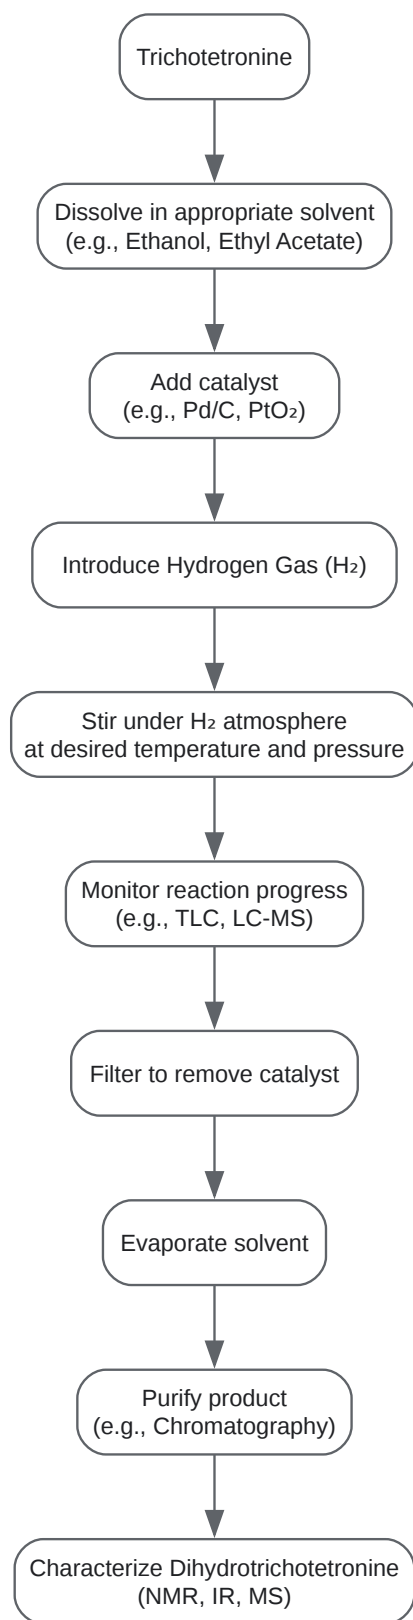 Trichotetronine
Dissolve in appropriate solvent
(e.g., Ethanol, Ethyl Acetate)
Add catalyst
(e.g., Pd/C, PtO₂)
Introduce Hydrogen Gas (H₂)
Stir under H₂ atmosphere
at desired temperature and pressure
Monitor reaction progress
(e.g., TLC, LC-MS)
Filter to remove catalyst
Evaporate solvent
Purify product
(e.g., Chromatography)
Characterize Dihydrotrichotetronine
(NMR, IR, MS)